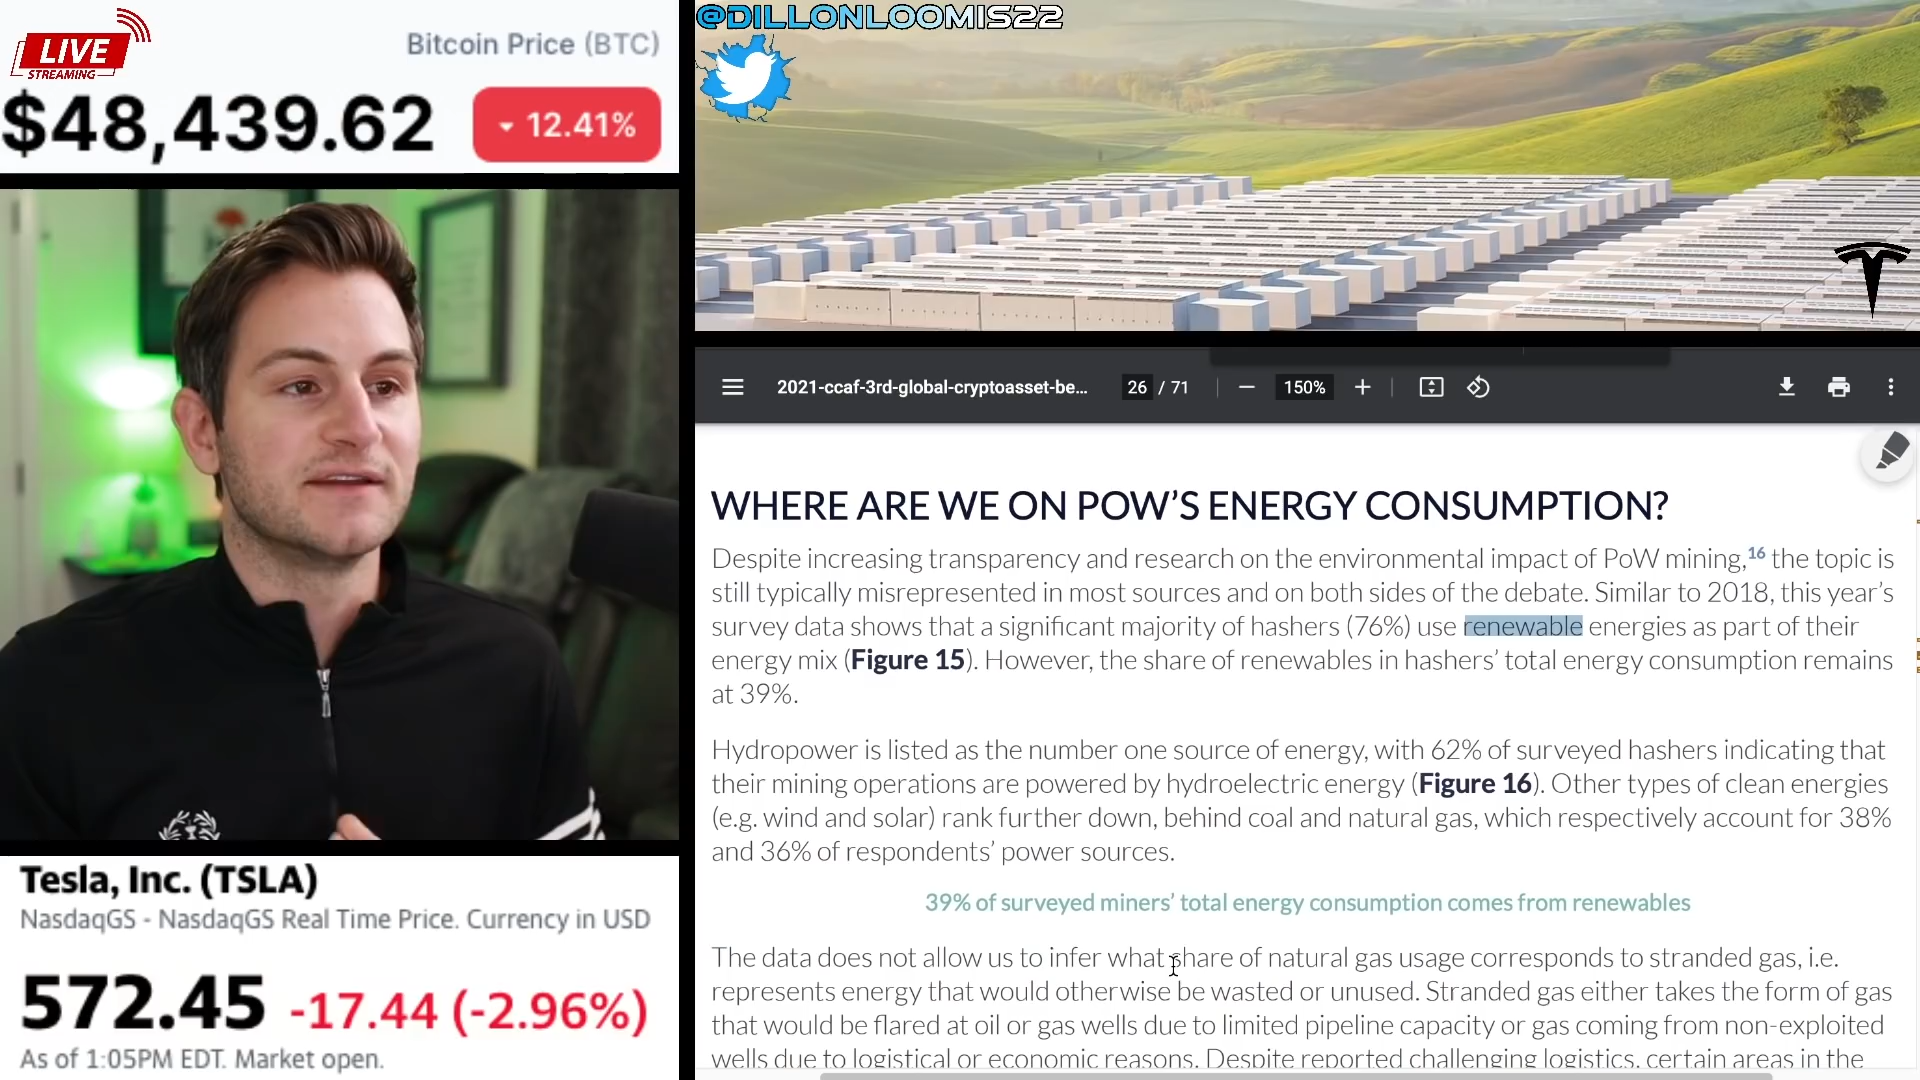 LIVE
STREAMING
Bitcoin Price (BTC)
$48,439.62
12.41%
@DILLONLOOMIS22
2021-ccaf-3rd-global-cryptoasset-be...
26 / 71
150%
WHERE ARE WE ON POW’S ENERGY CONSUMPTION?
Despite increasing transparency and research on the environmental impact of PoW mining,16 the topic is
still typically misrepresented in most sources and on both sides of the debate. Similar to 2018, this year’s
survey data shows that a significant majority of hashers (76%) use renewable energies as part of their
energy mix (Figure 15). However, the share of renewables in hashers’ total energy consumption remains
at 39%.
Hydropower is listed as the number one source of energy, with 62% of surveyed hashers indicating that
their mining operations are powered by hydroelectric energy (Figure 16). Other types of clean energies
(e.g. wind and solar) rank further down, behind coal and natural gas, which respectively account for 38%
and 36% of respondents’ power sources.
39% of surveyed miners’ total energy consumption comes from renewables
The data does not allow us to infer what share of natural gas usage corresponds to stranded gas, i.e.
represents energy that would otherwise be wasted or unused. Stranded gas either takes the form of gas
that would be flared at oil or gas wells due to limited pipeline capacity or gas coming from non-exploited
wells due to logistical or economic reasons. Despite reported challenging logistics, certain areas in the
Tesla, Inc. (TSLA)
NasdaqGS - NasdaqGS Real Time Price. Currency in USD
572.45 -17.44 (-2.96%)
As of 1:05PM EDT. Market open.